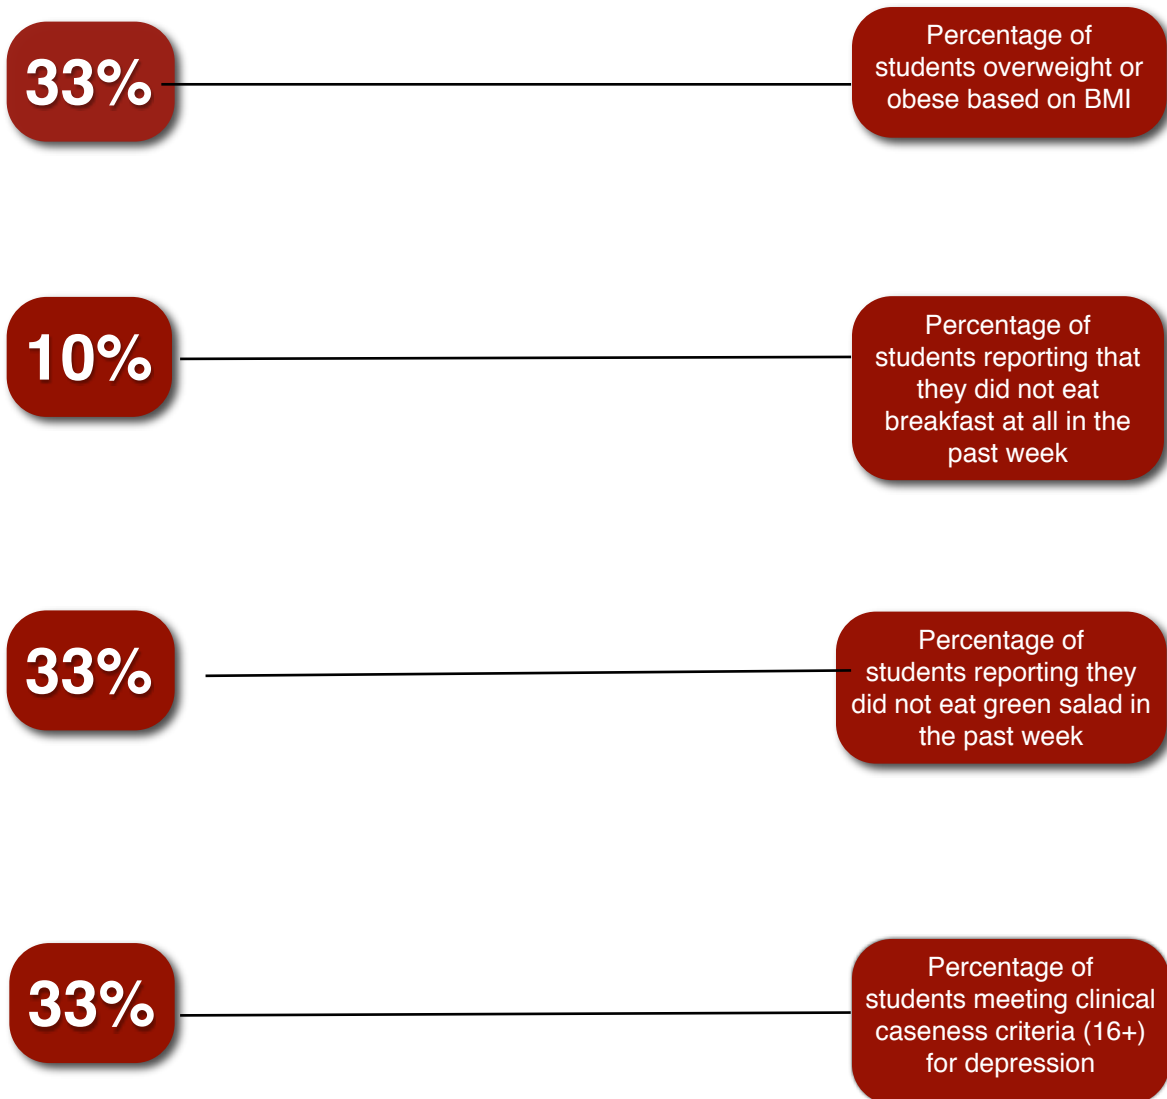 33%
Percentage of
students overweight or
obese based on BMI
10%
Percentage of
students reporting that
they did not eat
breakfast at all in the
past week
33%
Percentage of
students reporting they
did not eat green salad in
the past week
33%
Percentage of
students meeting clinical
caseness criteria (16+)
for depression